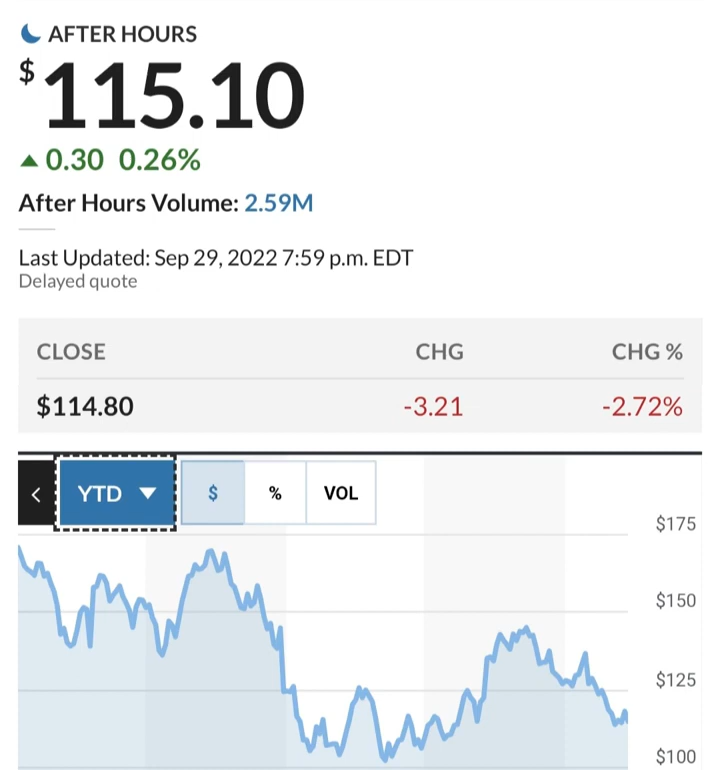 AFTER HOURS
$115.10
0.30 0.26%
After Hours Volume: 2.59M
Last Updated: Sep 29, 2022 7:59 p.m. EDT
Delayed quote
CLOSE CHG CHG %
$114.80 -3.21 -2.72%
YTD $ % VOL
$175
$150
$125
$100